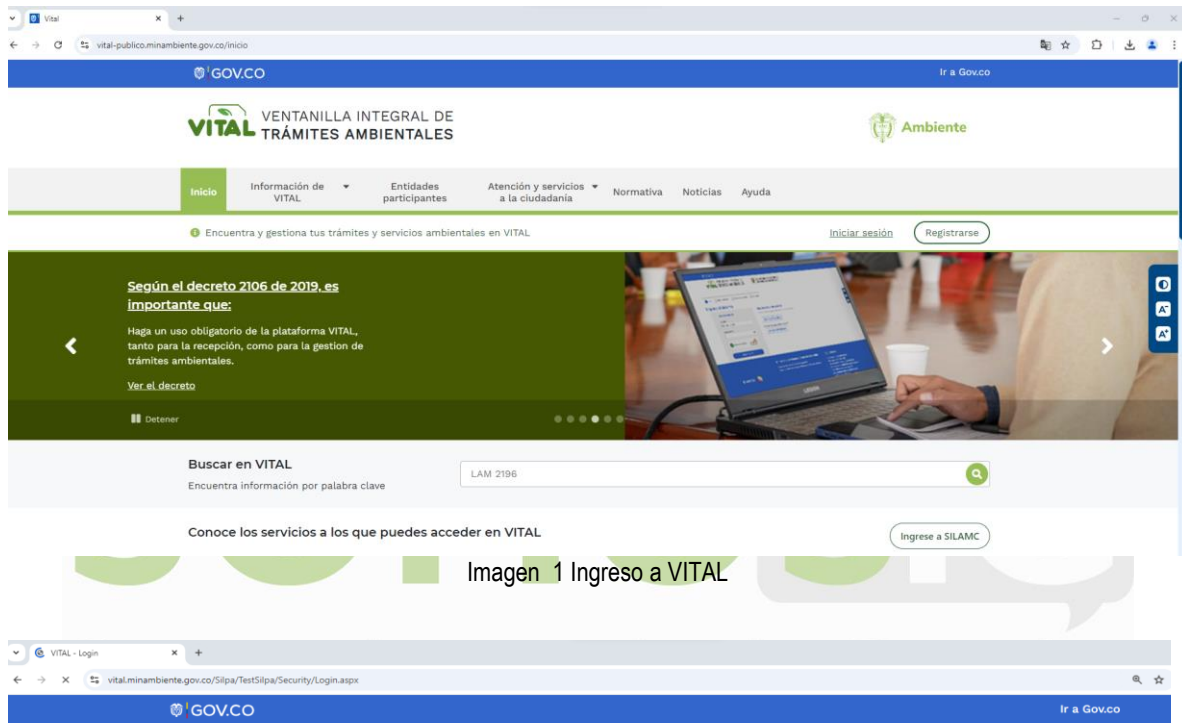 Vital
vital-publico.minambiente.gov.co/inicio
GOV.CO
Ir a Gov.co
VITAL
VENTANILLA INTEGRAL DE
TRÁMITES AMBIENTALES
Ambiente
Inicio
Información de
VITAL
Entidades
participantes
Atención y servicios
a la ciudadanía
Normativa
Noticias
Ayuda
Encuentra y gestiona tus trámites y servicios ambientales en VITAL
Iniciar sesión
Registrarse
Según el decreto 2106 de 2019, es
importante que:
Haga un uso obligatorio de la plataforma VITAL,
tanto para la recepción, como para la gestion de
trámites ambientales.
Ver el decreto
Detener
A-
A+
Buscar en VITAL
Encuentra información por palabra clave
LAM 2196
Conoce los servicios a los que puedes acceder en VITAL
Ingrese a SILAMC
Imagen 1 Ingreso a VITAL
VITAL - Login
vital.minambiente.gov.co/Silpa/TestSilpa/Security/Login.aspx
GOV.CO
Ir a Gov.co